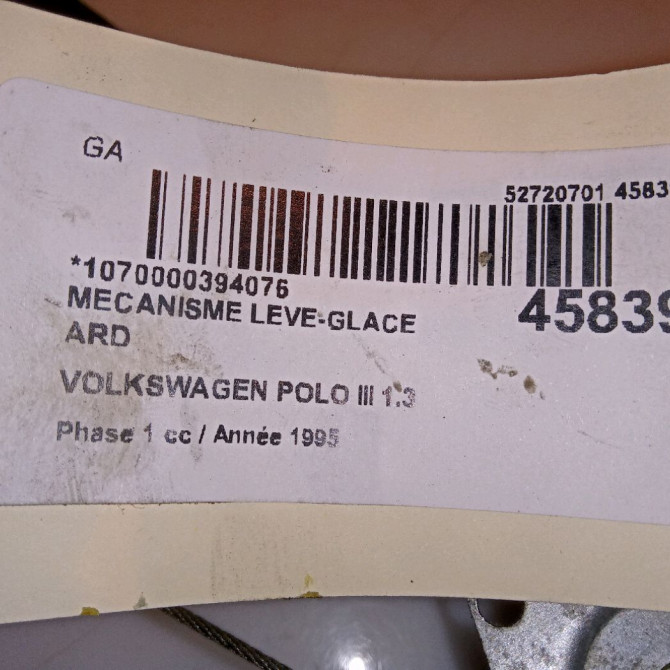 GA
52720701 4583
*1070000394076
45839
MECANISME LEVE-GLACE
ARD
VOLKSWAGEN POLO III 1.3
Phase 1 cc / Année 1995